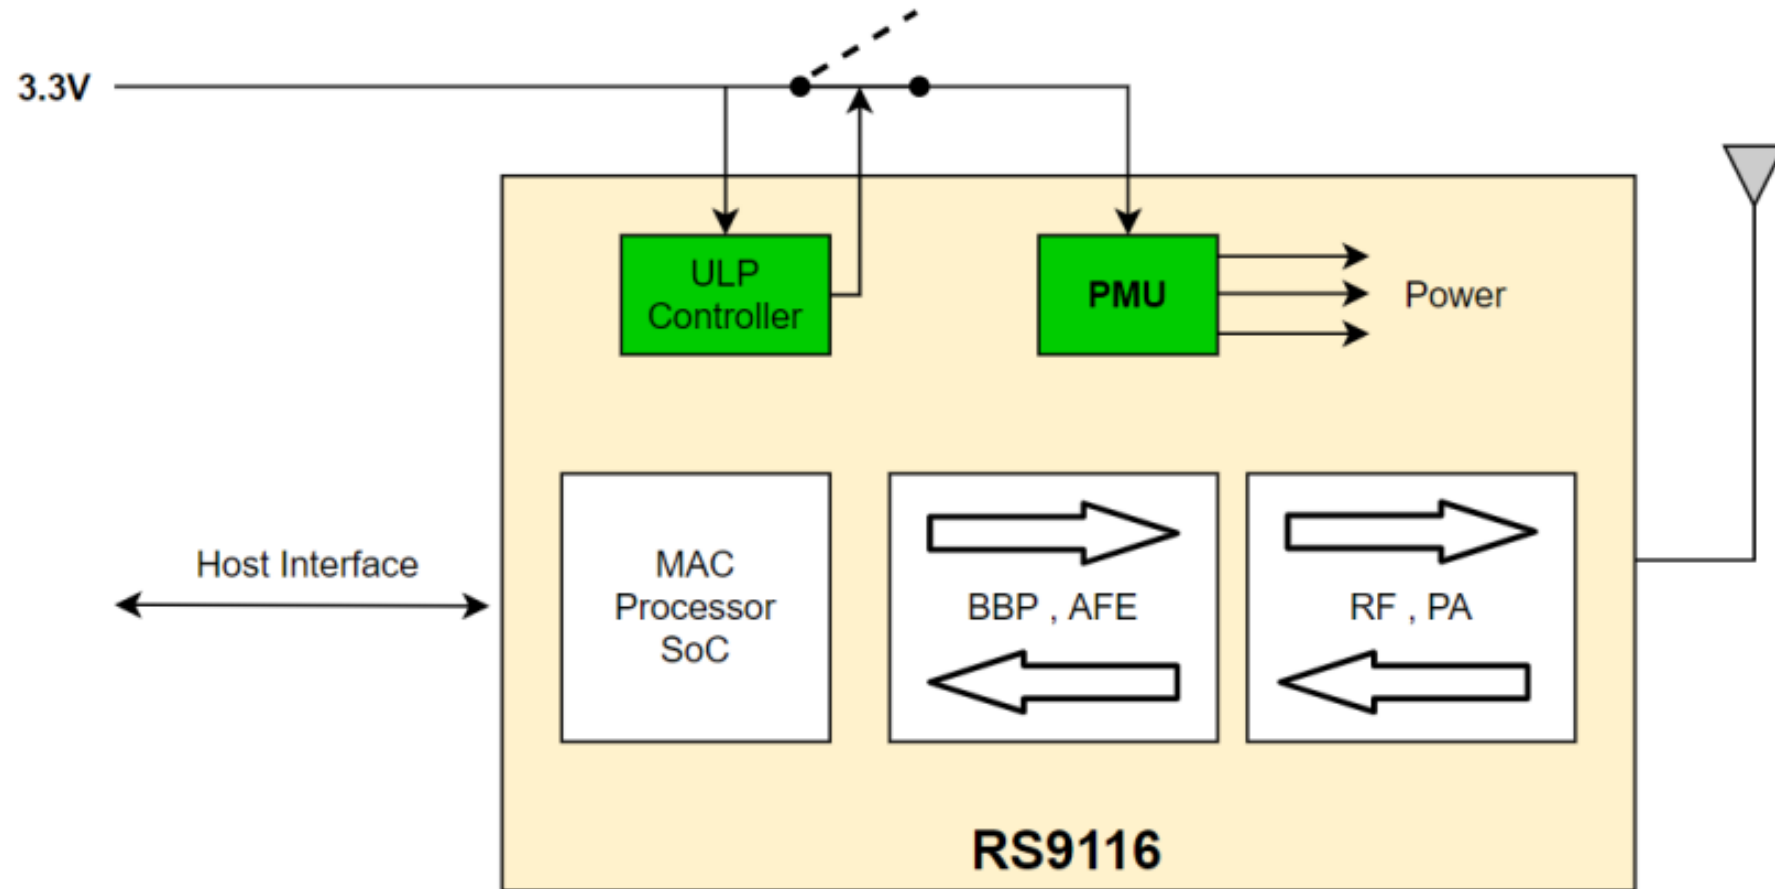 3.3V
ULP
Controller
PMU
Power
Host Interface
MAC
Processor
SoC
BBP , AFE
RF , PA
RS9116